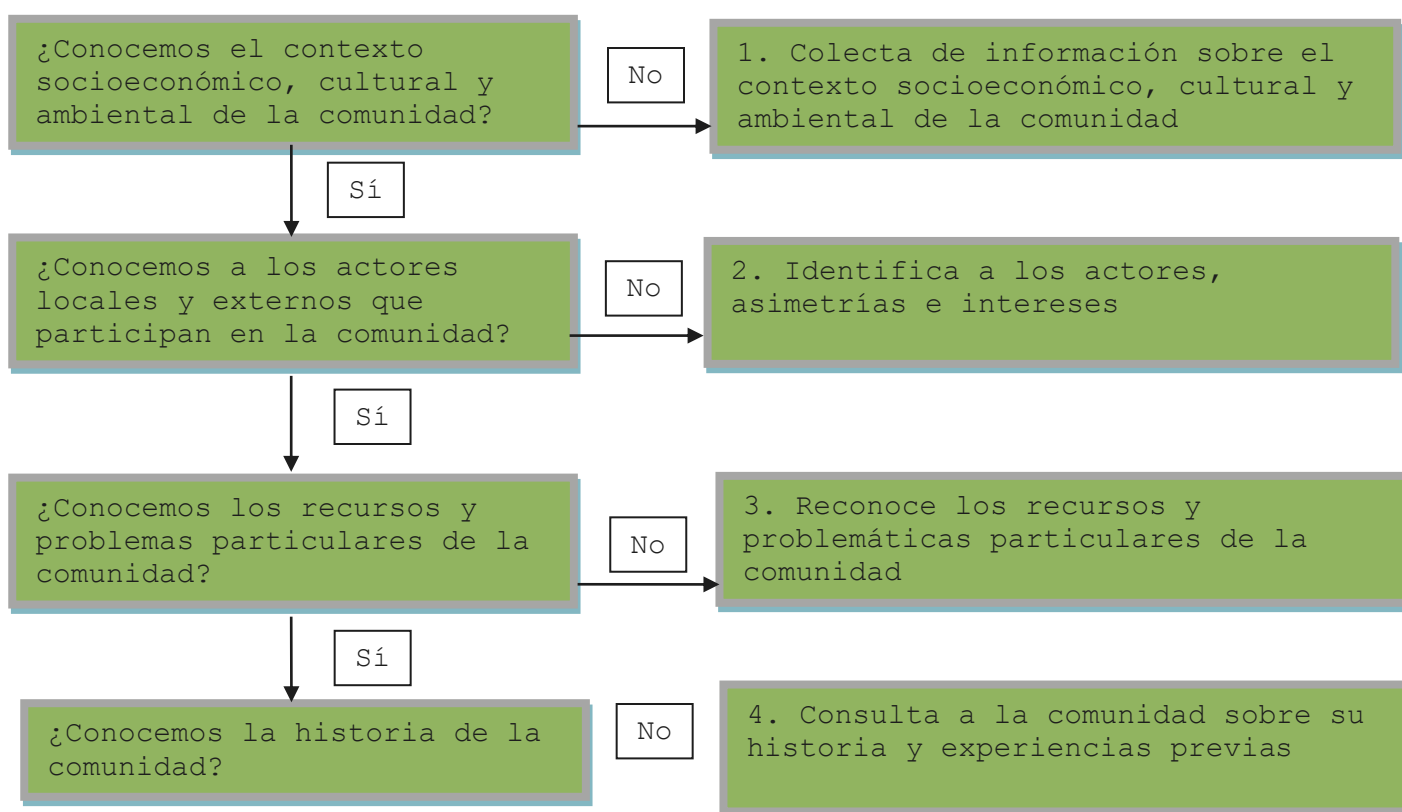 ¿Conocemos el contexto
socioeconómico, cultural y
ambiental de la comunidad?
No
1. Colecta de información sobre el
contexto socioeconómico, cultural y
ambiental de la comunidad
Sí
¿Conocemos a los actores
locales y externos que
participan en la comunidad?
No
2. Identifica a los actores,
asimetrías e intereses
Sí
¿Conocemos los recursos y
problemas particulares de la
comunidad?
No
3. Reconoce los recursos y
problemáticas particulares de la
comunidad
Sí
¿Conocemos la historia de la
comunidad?
No
4. Consulta a la comunidad sobre su
historia y experiencias previas